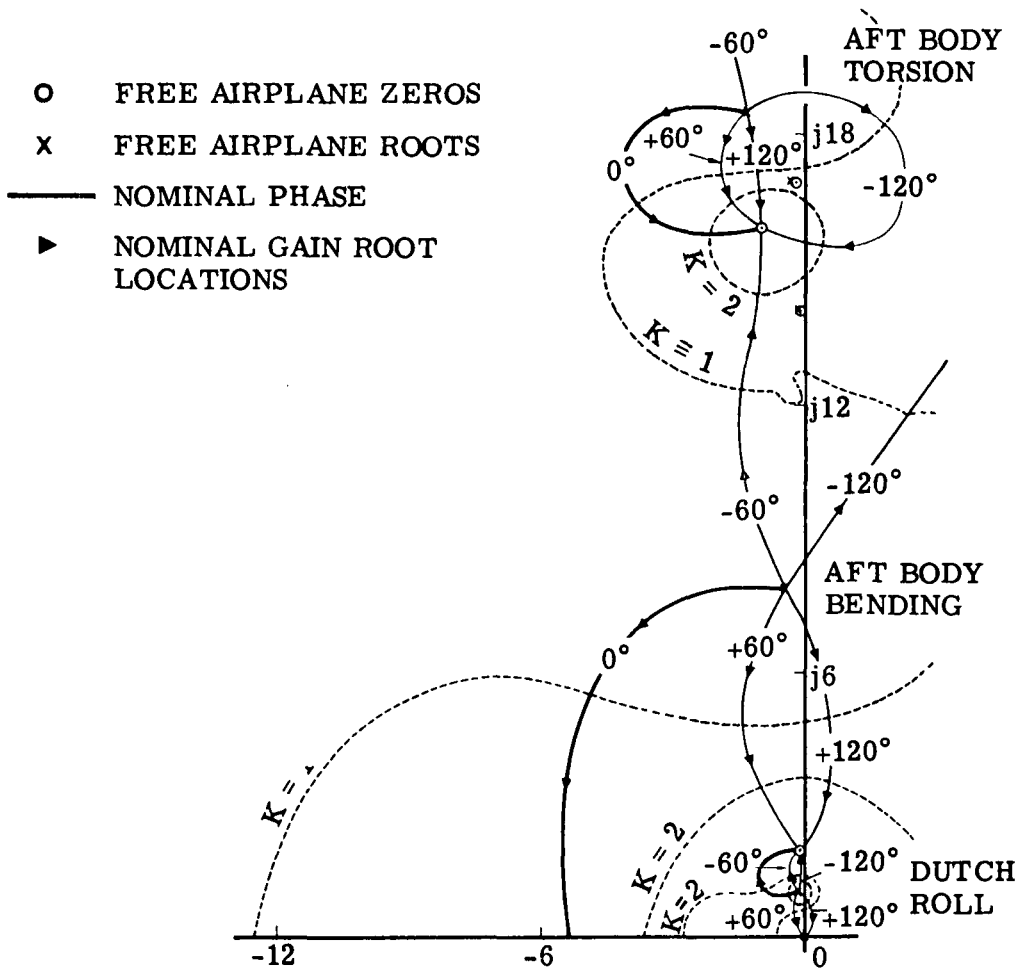 O FREE AIRPLANE ZEROS
X FREE AIRPLANE ROOTS
NOMINAL PHASE
NOMINAL GAIN ROOT
LOCATIONS
-60°
AFT BODY
TORSION
+60°
+120°
j18
0°
-120°
K = 2
K ≡ 1
j12
-60°
-120°
AFT BODY
BENDING
0°
+60°
j6
+120°
K =
K = 2
-60°
-120°
DUTCH
ROLL
K=2
+60°
+120°
-12
-6
0